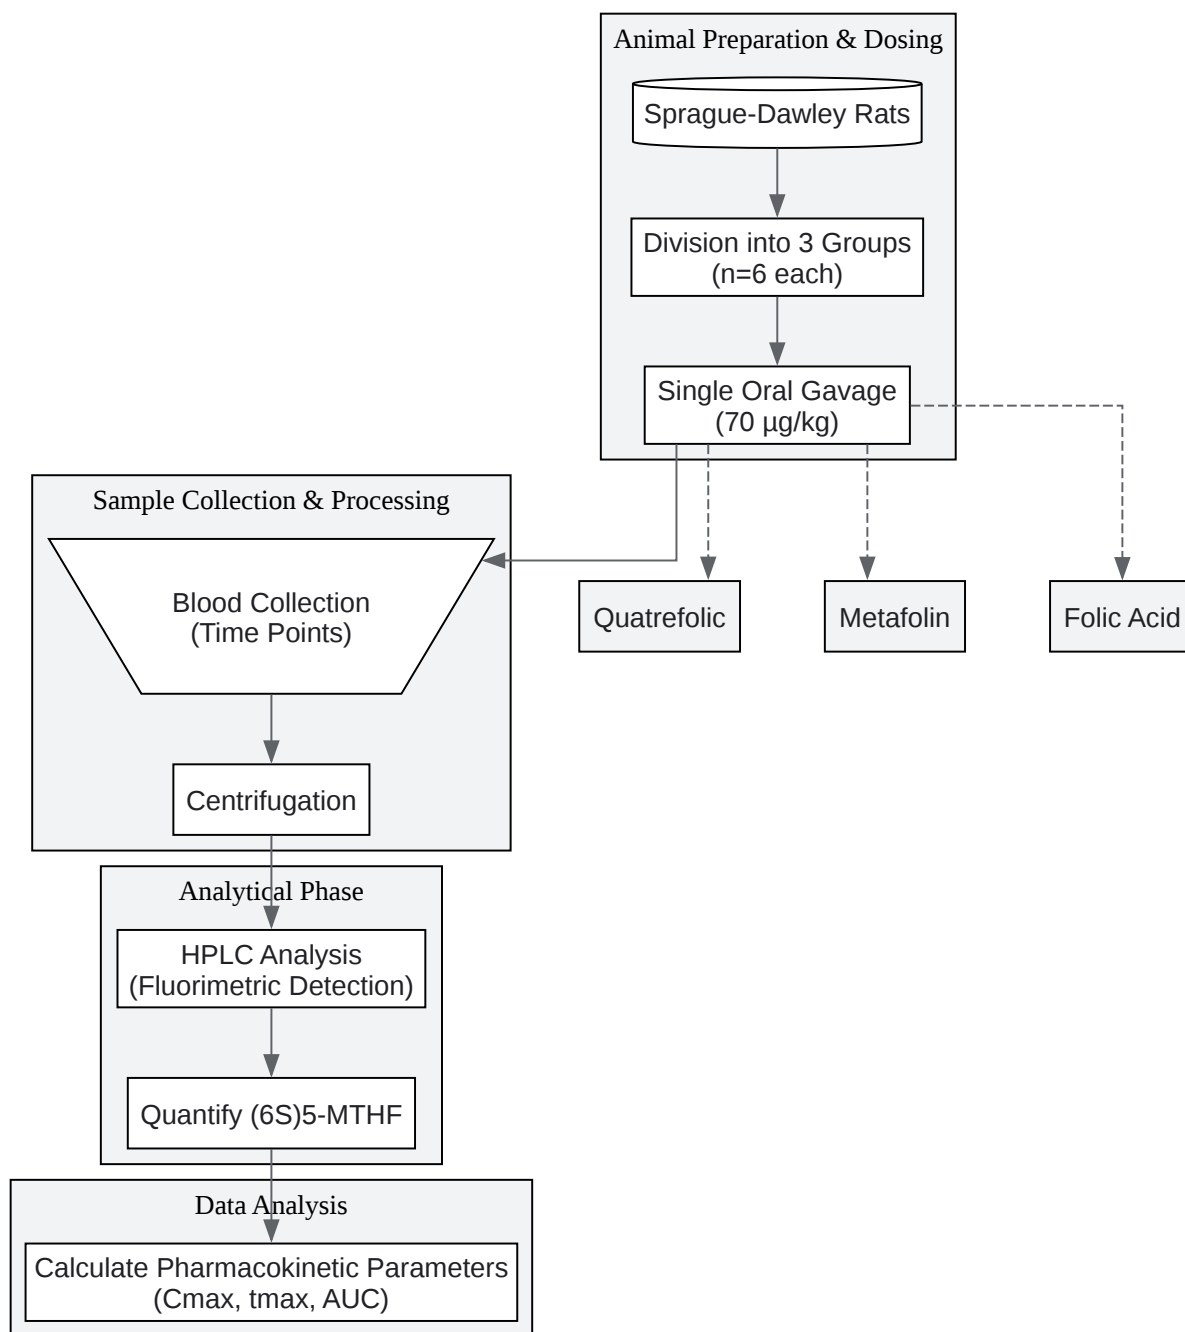 Animal Preparation & Dosing
Sprague-Dawley Rats
Division into 3 Groups
(n=6 each)
Single Oral Gavage
(70 µg/kg)
Sample Collection & Processing
Blood Collection
(Time Points)
Quatrefolic
Metafolin
Folic Acid
Centrifugation
Analytical Phase
HPLC Analysis
(Fluorimetric Detection)
Quantify (6S)5-MTHF
Data Analysis
Calculate Pharmacokinetic Parameters
(Cmax, tmax, AUC)